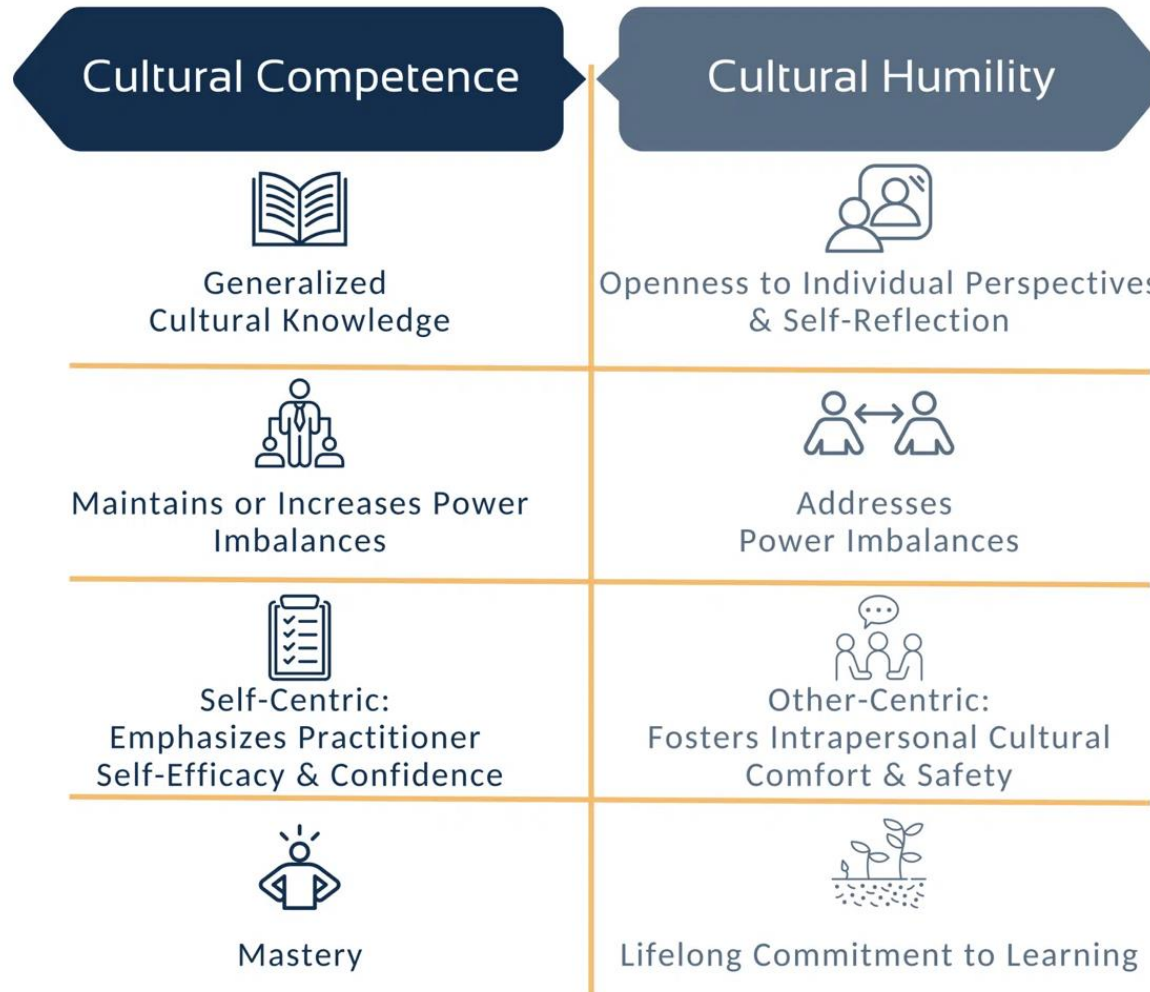 Cultural Competence
Cultural Humility
Generalized
Cultural Knowledge
Openness to Individual Perspectives
& Self-Reflection
Maintains or Increases Power
Imbalances
Addresses
Power Imbalances
Self-Centric:
Emphasizes Practitioner
Self-Efficacy & Confidence
Other-Centric:
Fosters Intrapersonal Cultural
Comfort & Safety
Mastery
Lifelong Commitment to Learning